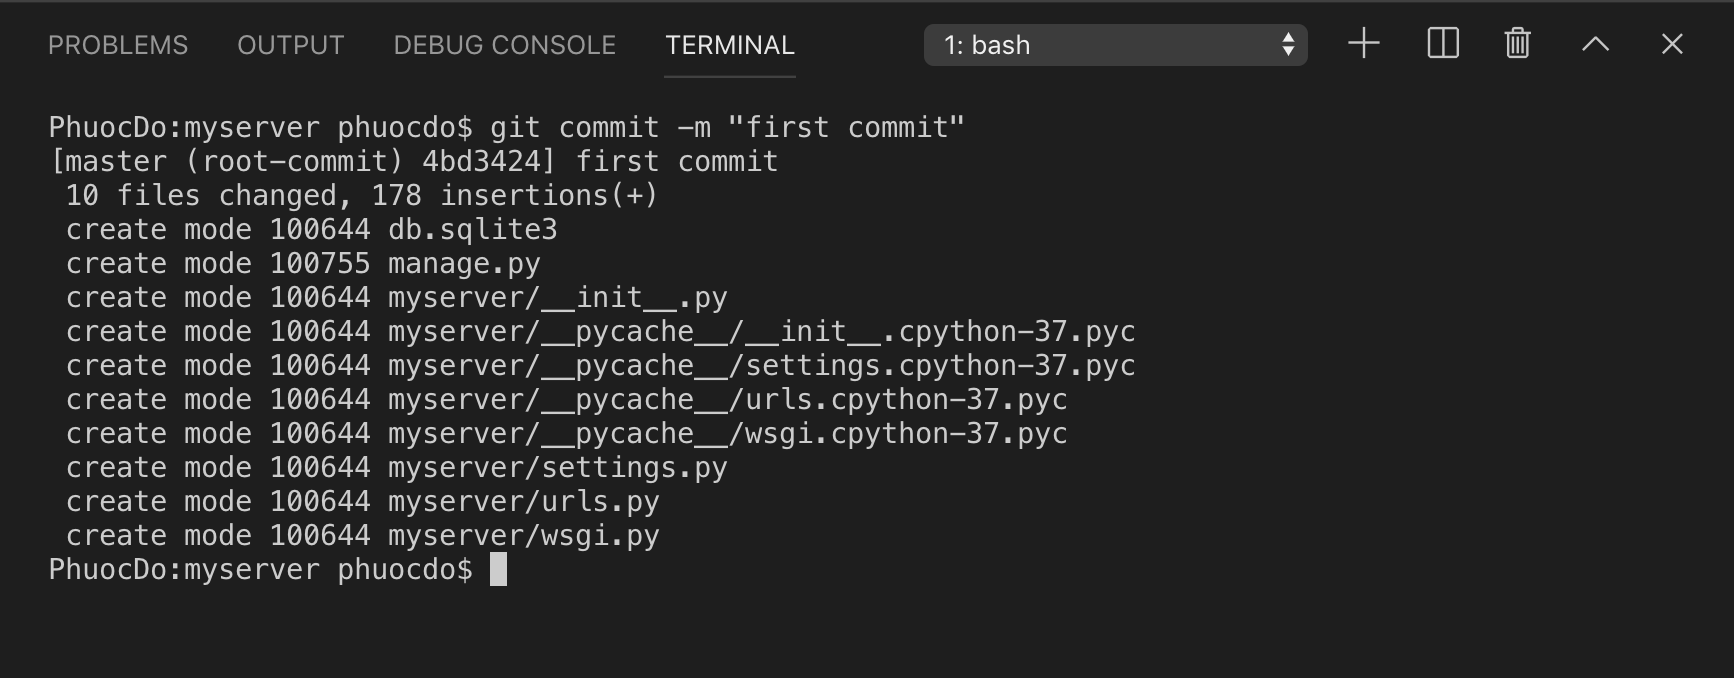 PROBLEMS OUTPUT DEBUG CONSOLE TERMINAL 1: bash
PhuocDo:myserver phuocdo$ git commit -m "first commit"
[master (root-commit) 4bd3424] first commit
 10 files changed, 178 insertions(+)
 create mode 100644 db.sqlite3
 create mode 100755 manage.py
 create mode 100644 myserver/__init__.py
 create mode 100644 myserver/__pycache__/__init__.cpython-37.pyc
 create mode 100644 myserver/__pycache__/settings.cpython-37.pyc
 create mode 100644 myserver/__pycache__/urls.cpython-37.pyc
 create mode 100644 myserver/__pycache__/wsgi.cpython-37.pyc
 create mode 100644 myserver/settings.py
 create mode 100644 myserver/urls.py
 create mode 100644 myserver/wsgi.py
PhuocDo:myserver phuocdo$